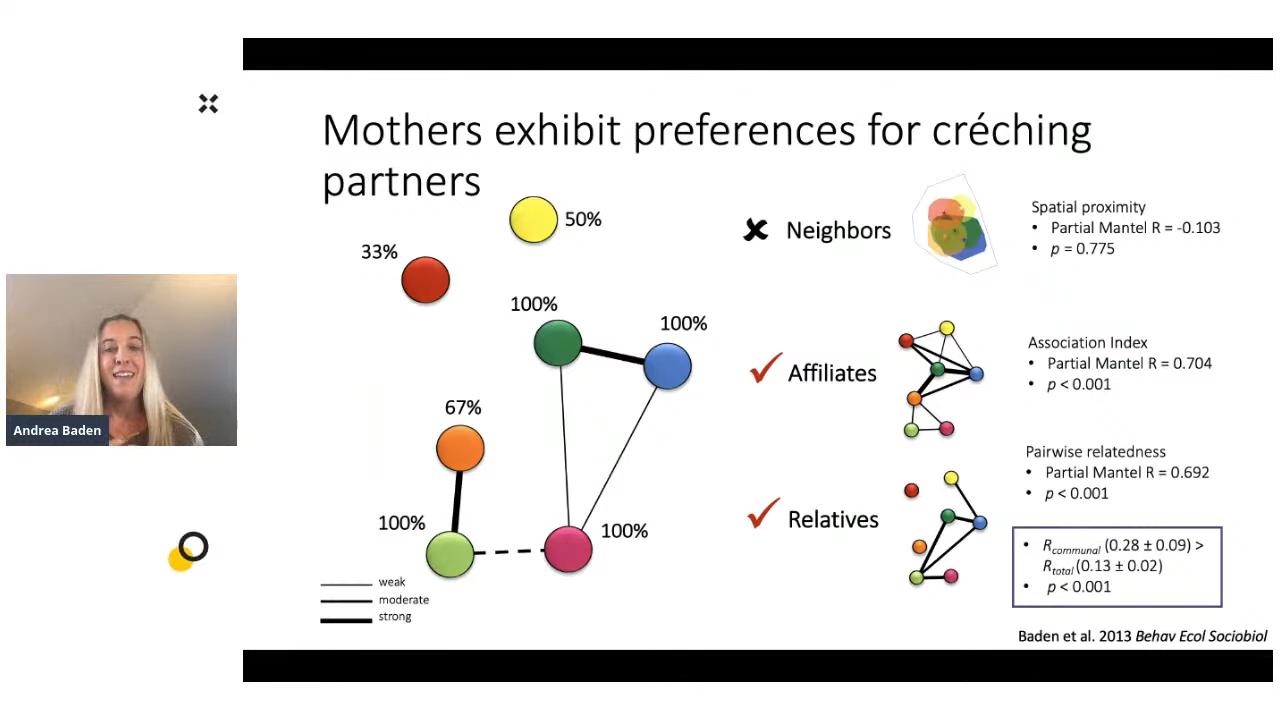 Mothers exhibit preferences for créching
partners
50%
33%
100%
100%
67%
100%
100%
weak
moderate
strong
Neighbors
Spatial proximity
• Partial Mantel R = -0.103
• p = 0.775
Affiliates
Association Index
• Partial Mantel R = 0.704
• p < 0.001
Relatives
Pairwise relatedness
• Partial Mantel R = 0.692
• p < 0.001
• Rcommunal (0.28 ± 0.09) >
Rtotal (0.13 ± 0.02)
• p < 0.001
Baden et al. 2013 Behav Ecol Sociobiol
Andrea Baden